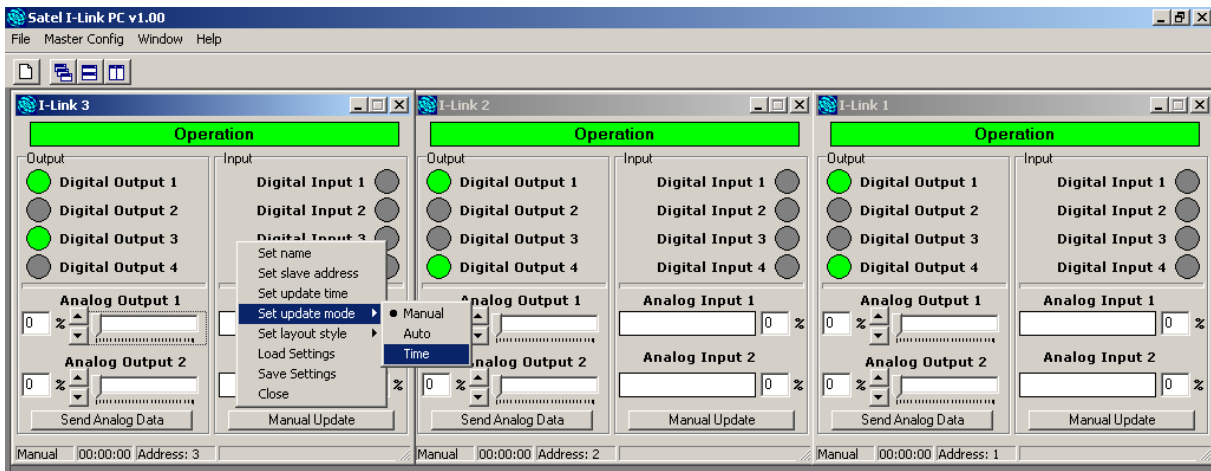 Satel I-Link PC v1.00
File Master Config Window Help
I-Link 3
Operation
Output
Input
Digital Output 1
Digital Input 1
Digital Output 2
Digital Input 2
Digital Output 3
Digital Input 3
Digital Output 4
Set name
Set slave address
Set update time
Set update mode
Set layout style
Load Settings
Save Settings
Close
Manual
Auto
Time
Analog Output 1
0 %
Analog Output 2
0 %
%
Send Analog Data
Manual Update
Manual 00:00:00 Address: 3
I-Link 2
Operation
Output
Input
Digital Output 1
Digital Input 1
Digital Output 2
Digital Input 2
Digital Output 3
Digital Input 3
Digital Output 4
Digital Input 4
Analog Output 1
Analog Input 1
0 %
Analog Output 2
Analog Input 2
0 %
0 %
Send Analog Data
Manual Update
Manual 00:00:00 Address: 2
I-Link 1
Operation
Output
Input
Digital Output 1
Digital Input 1
Digital Output 2
Digital Input 2
Digital Output 3
Digital Input 3
Digital Output 4
Digital Input 4
Analog Output 1
Analog Input 1
0 %
0 %
Analog Output 2
Analog Input 2
0 %
0 %
Send Analog Data
Manual Update
Manual 00:00:00 Address: 1